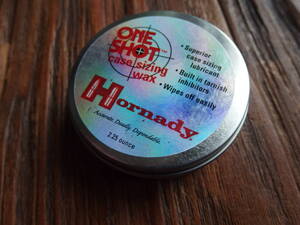 ONE
SHOT™
case sizing
wax
• Superior
case sizing
lubricant
• Built in tarnish
inhibitors
• Wipes off easily
Hornady
Accurate. Deadly. Dependable.
2.25 ounce